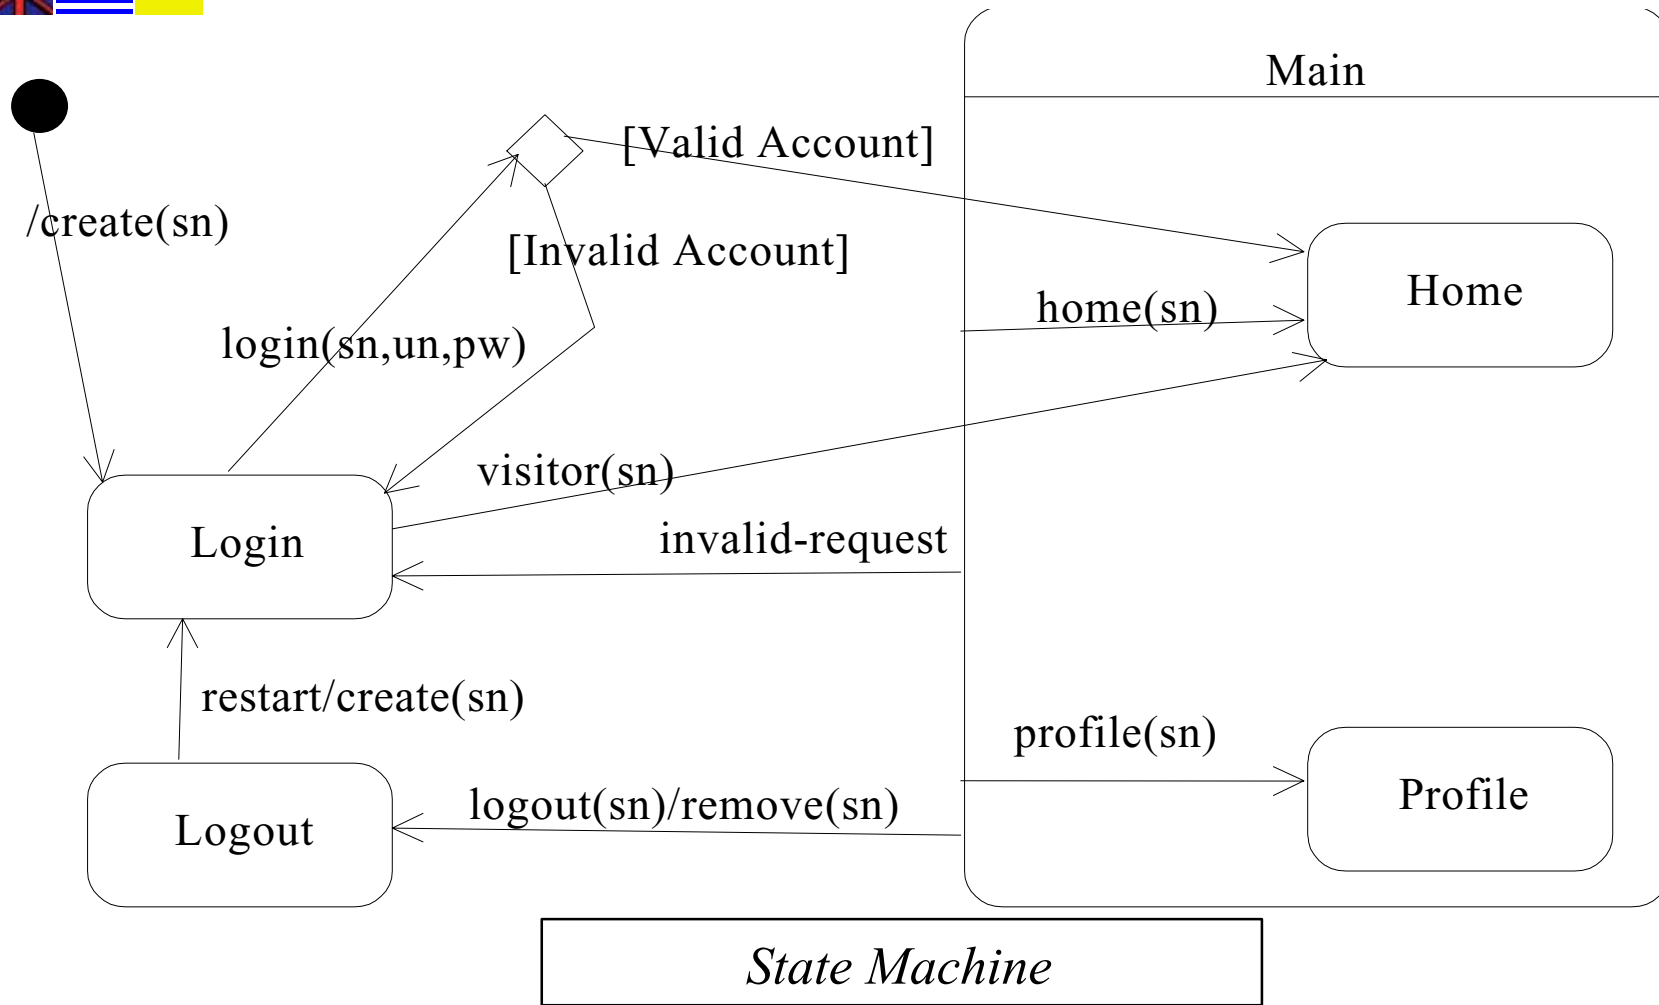 Main
[Valid Account]
/create(sn)
[Invalid Account]
Home
home(sn)
login(sn,un,pw)
visitor(sn)
Login
invalid-request
restart/create(sn)
profile(sn)
Profile
logout(sn)/remove(sn)
Logout
State Machine